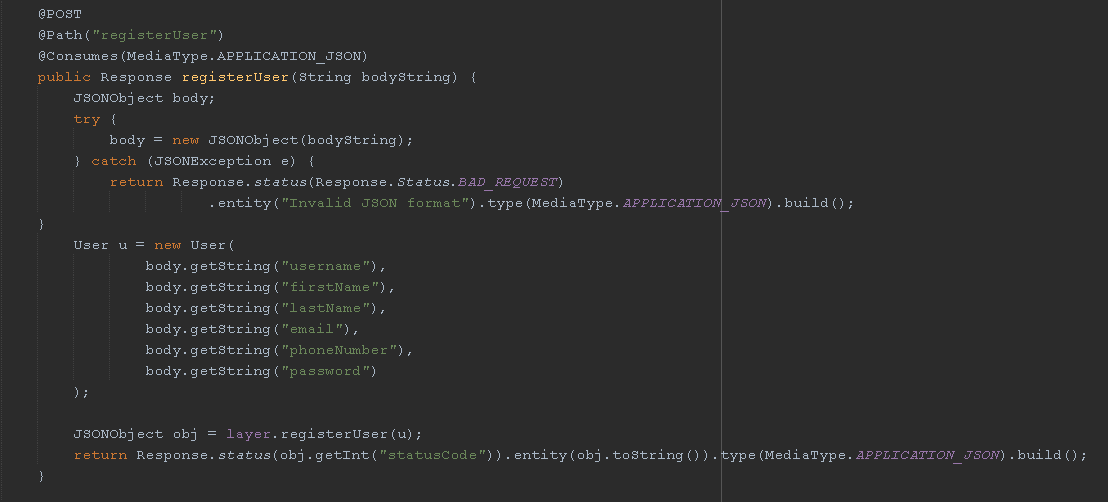 @POST
@Path("registerUser")
@Consumes(MediaType.APPLICATION_JSON)
public Response registerUser(String bodyString) {
    JSONObject body;
    try {
        body = new JSONObject(bodyString);
    } catch (JSONException e) {
        return Response.status(Response.Status.BAD_REQUEST)
                   .entity("Invalid JSON format").type(MediaType.APPLICATION_JSON).build();
}
    User u = new User(
            body.getString("username"),
            body.getString("firstName"),
            body.getString("lastName"),
            body.getString("email"),
            body.getString("phoneNumber"),
            body.getString("password")
    );

    JSONObject obj = layer.registerUser(u);
    return Response.status(obj.getInt("statusCode")).entity(obj.toString()).type(MediaType.APPLICATION_JSON).build();
}